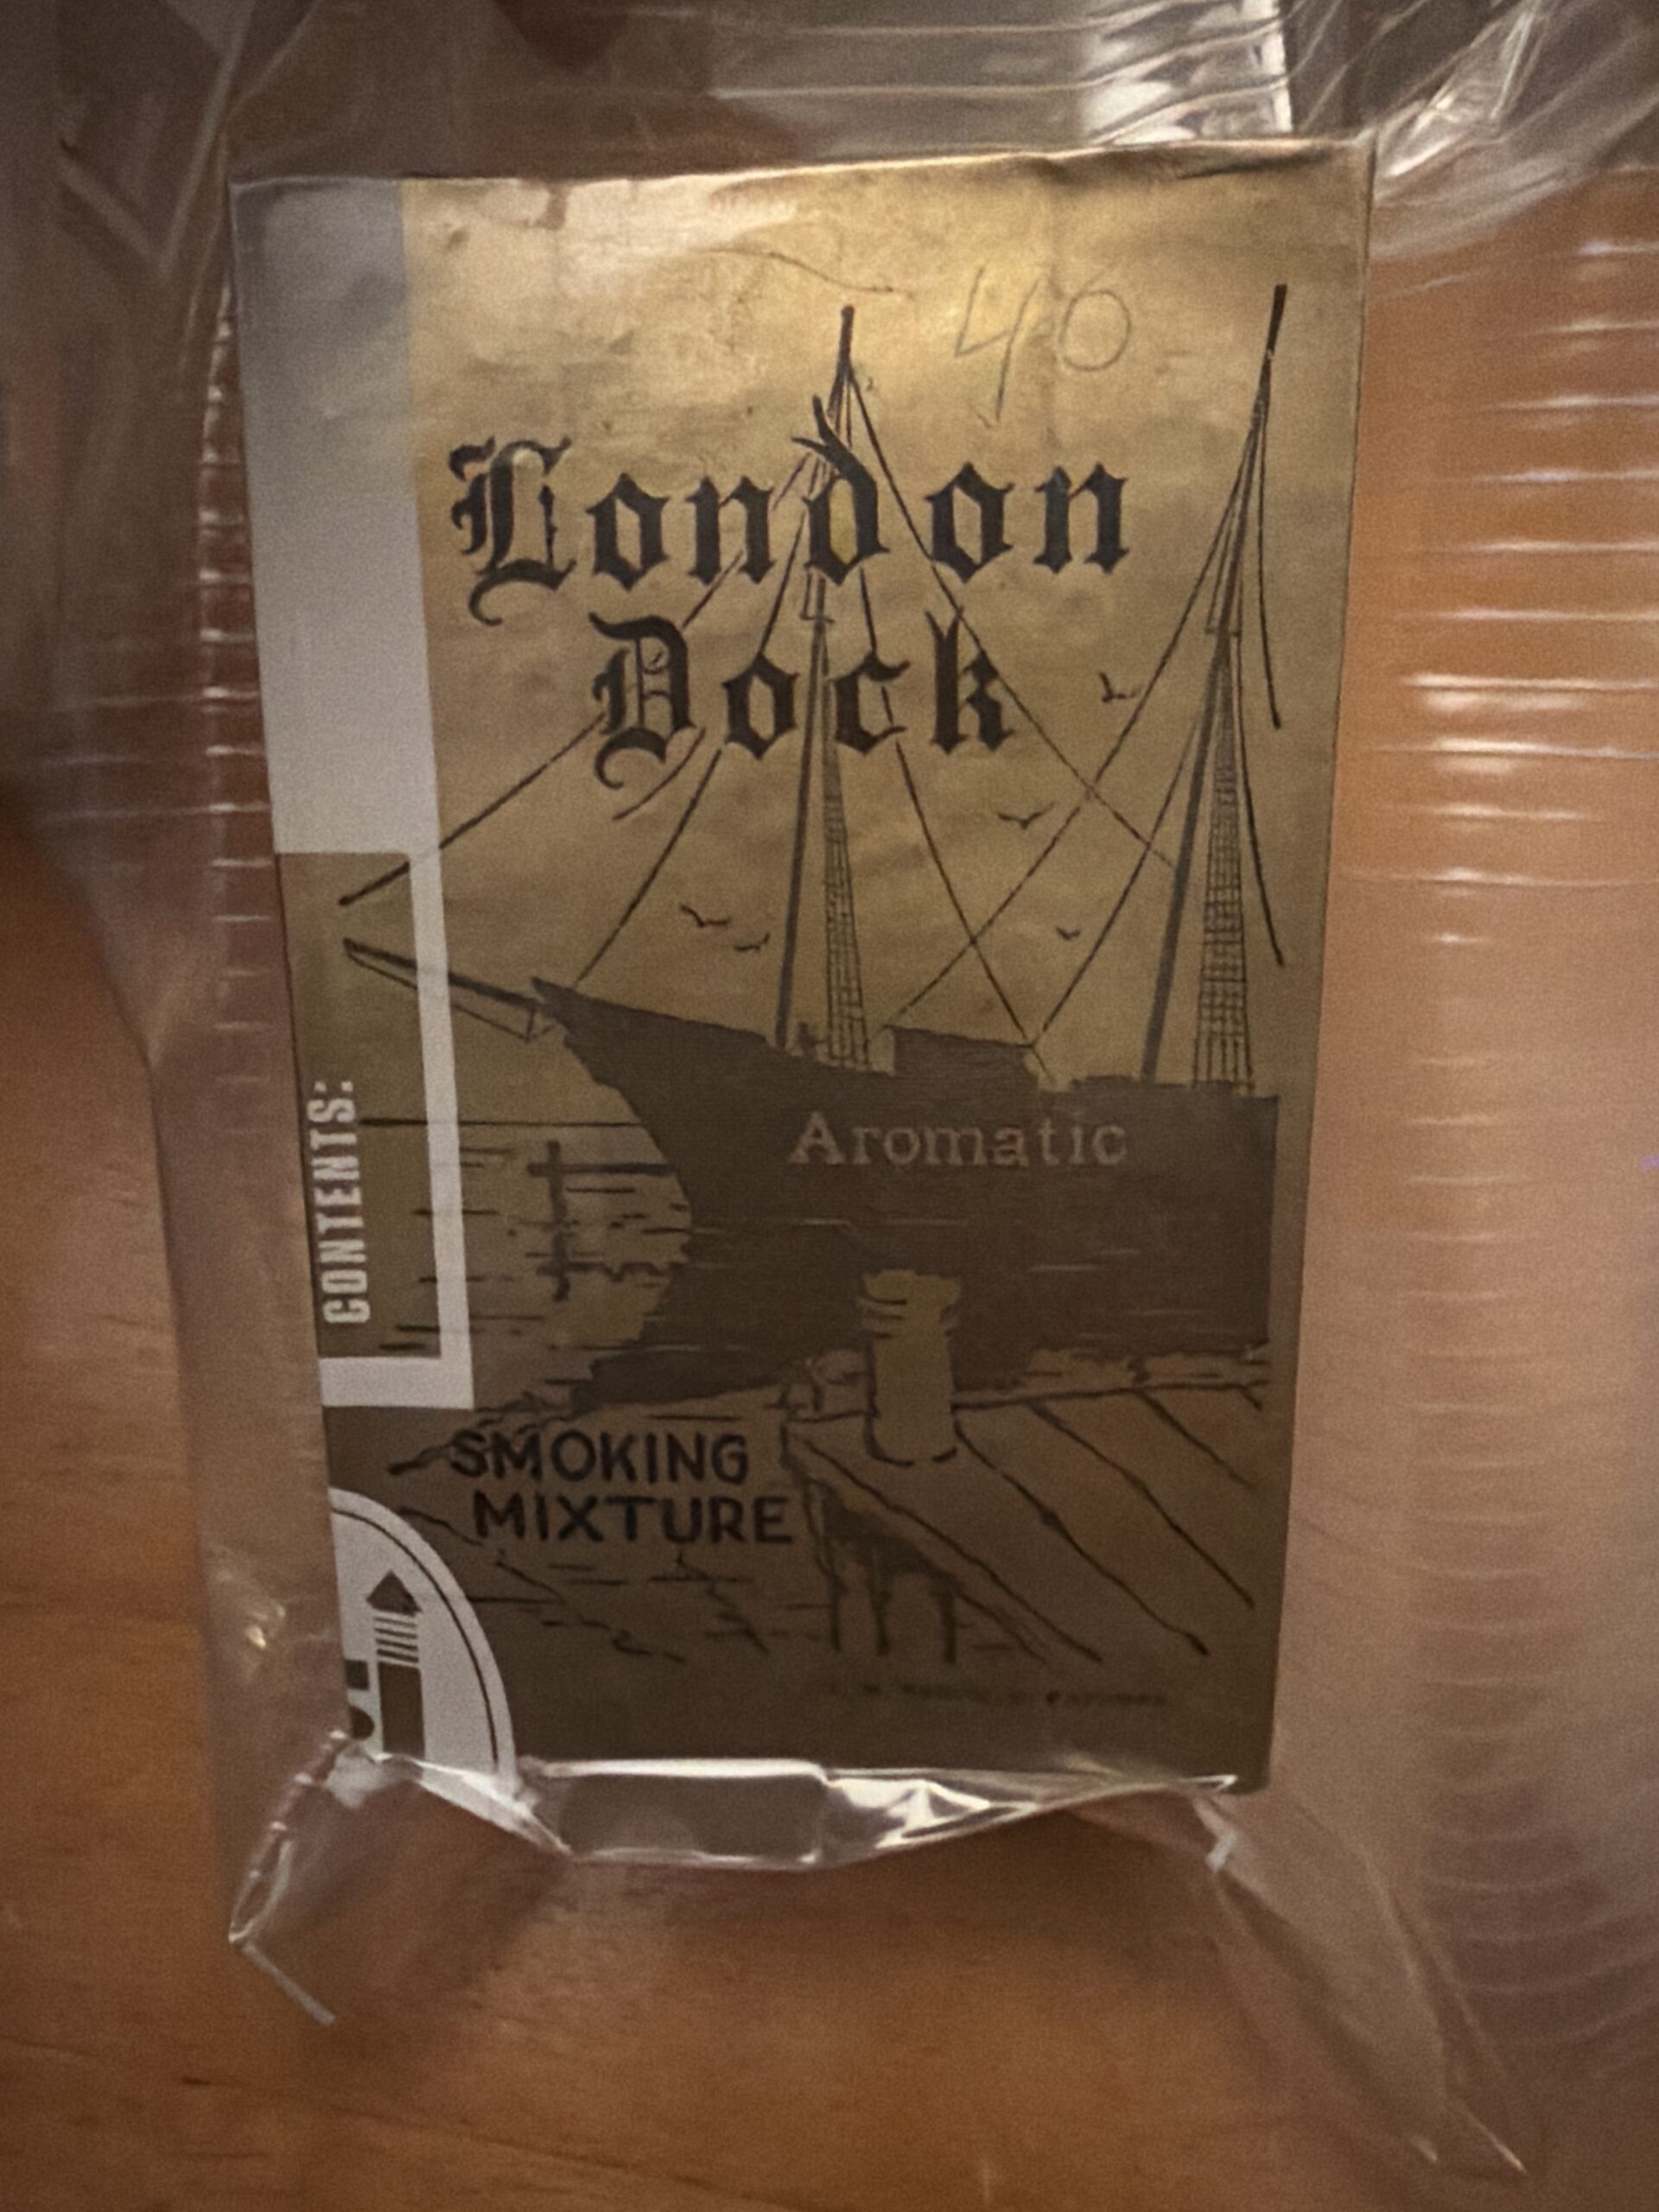 40
London
Dock
Aromatic
CONTENTS:
SMOKING
MIXTURE